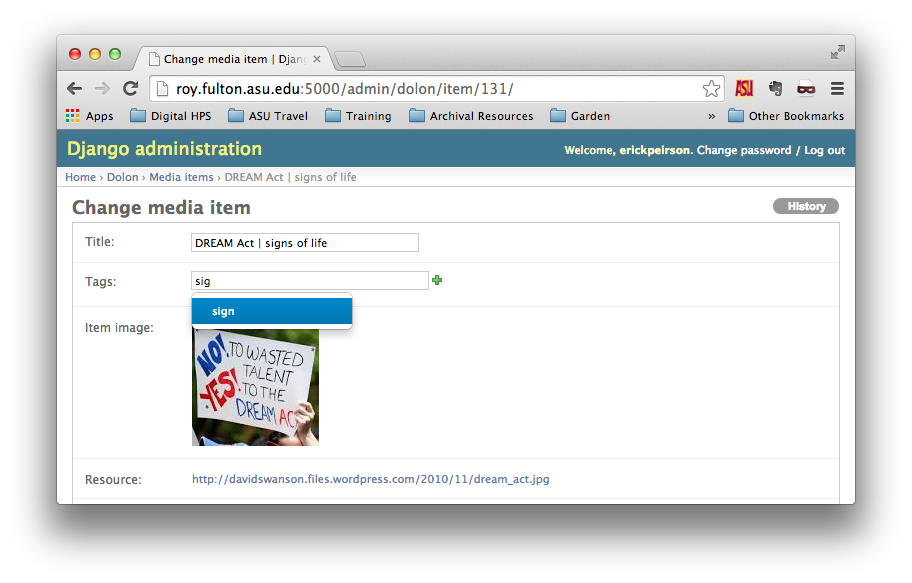 Change media item | Djan
roy.fulton.asu.edu:5000/admin/dolon/item/131/
ASU
Apps Digital HPS ASU Travel Training Archival Resources Garden » Other Bookmarks
Django administration
Welcome, erickpeirson. Change password / Log out
Home › Dolon › Media items › DREAM Act | signs of life
Change media item
History
Title: DREAM Act | signs of life
Tags: sig
sign
Item image:
NO! TO WASTED
TALENT
YES! TO THE
DREAM AC
Resource: http://davidswanson.files.wordpress.com/2010/11/dream_act.jpg